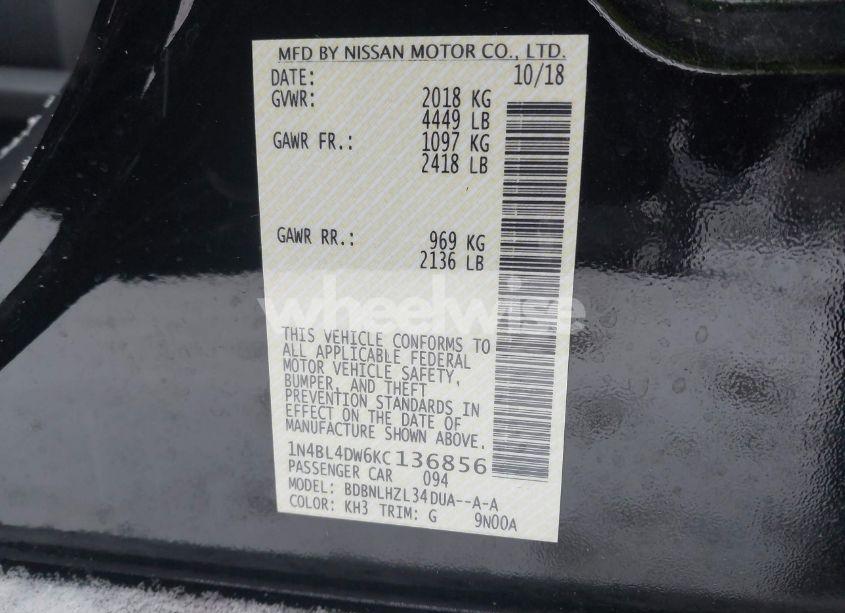 MFD BY NISSAN MOTOR CO., LTD.
DATE: 10/18
GVWR: 2018 KG
4449 LB
GAWR FR.: 1097 KG
2418 LB
GAWR RR.: 969 KG
2136 LB
wheelwise
THIS VEHICLE CONFORMS TO
ALL APPLICABLE FEDERAL
MOTOR VEHICLE SAFETY,
BUMPER, AND THEFT
PREVENTION STANDARDS IN
EFFECT ON THE DATE OF
MANUFACTURE SHOWN ABOVE.
1N4BL4DW6KC136856
PASSENGER CAR 094
MODEL: BDBNLHZL34DUA--A-A
COLOR: KH3 TRIM: G 9N00A